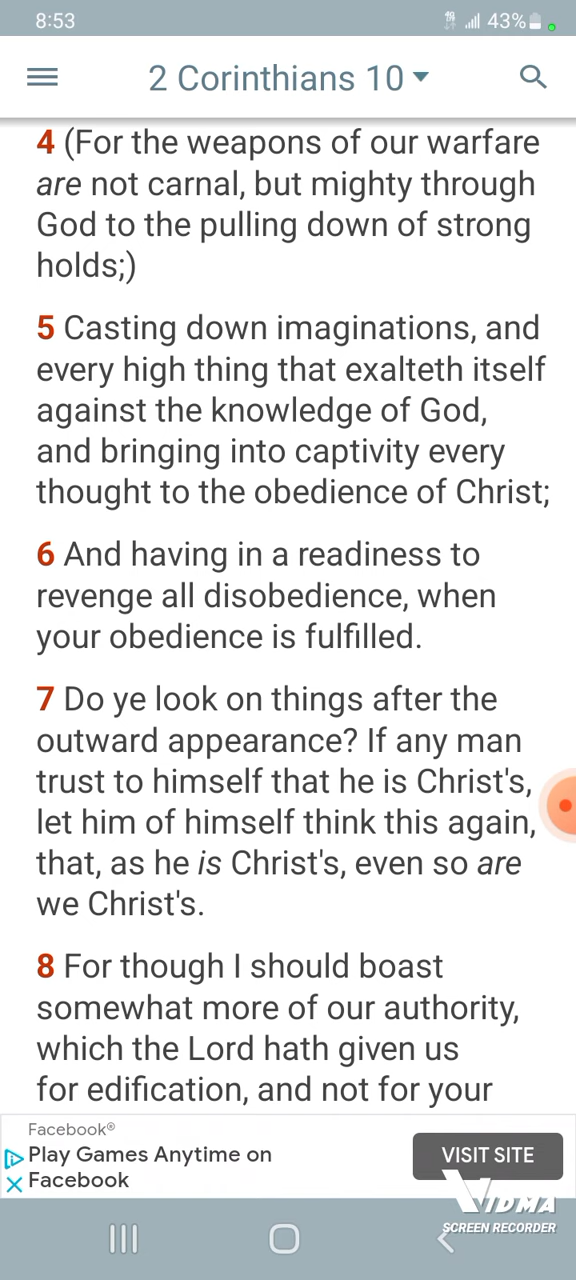 8:53
43%
2 Corinthians 10
4 (For the weapons of our warfare
are not carnal, but mighty through
God to the pulling down of strong
holds;)
5 Casting down imaginations, and
every high thing that exalteth itself
against the knowledge of God,
and bringing into captivity every
thought to the obedience of Christ;
6 And having in a readiness to
revenge all disobedience, when
your obedience is fulfilled.
7 Do ye look on things after the
outward appearance? If any man
trust to himself that he is Christ's,
let him of himself think this again,
that, as he is Christ's, even so are
we Christ's.
8 For though I should boast
somewhat more of our authority,
which the Lord hath given us
for edification, and not for your
Facebook®
Play Games Anytime on
Facebook
VISIT SITE
VIDMA
SCREEN RECORDER